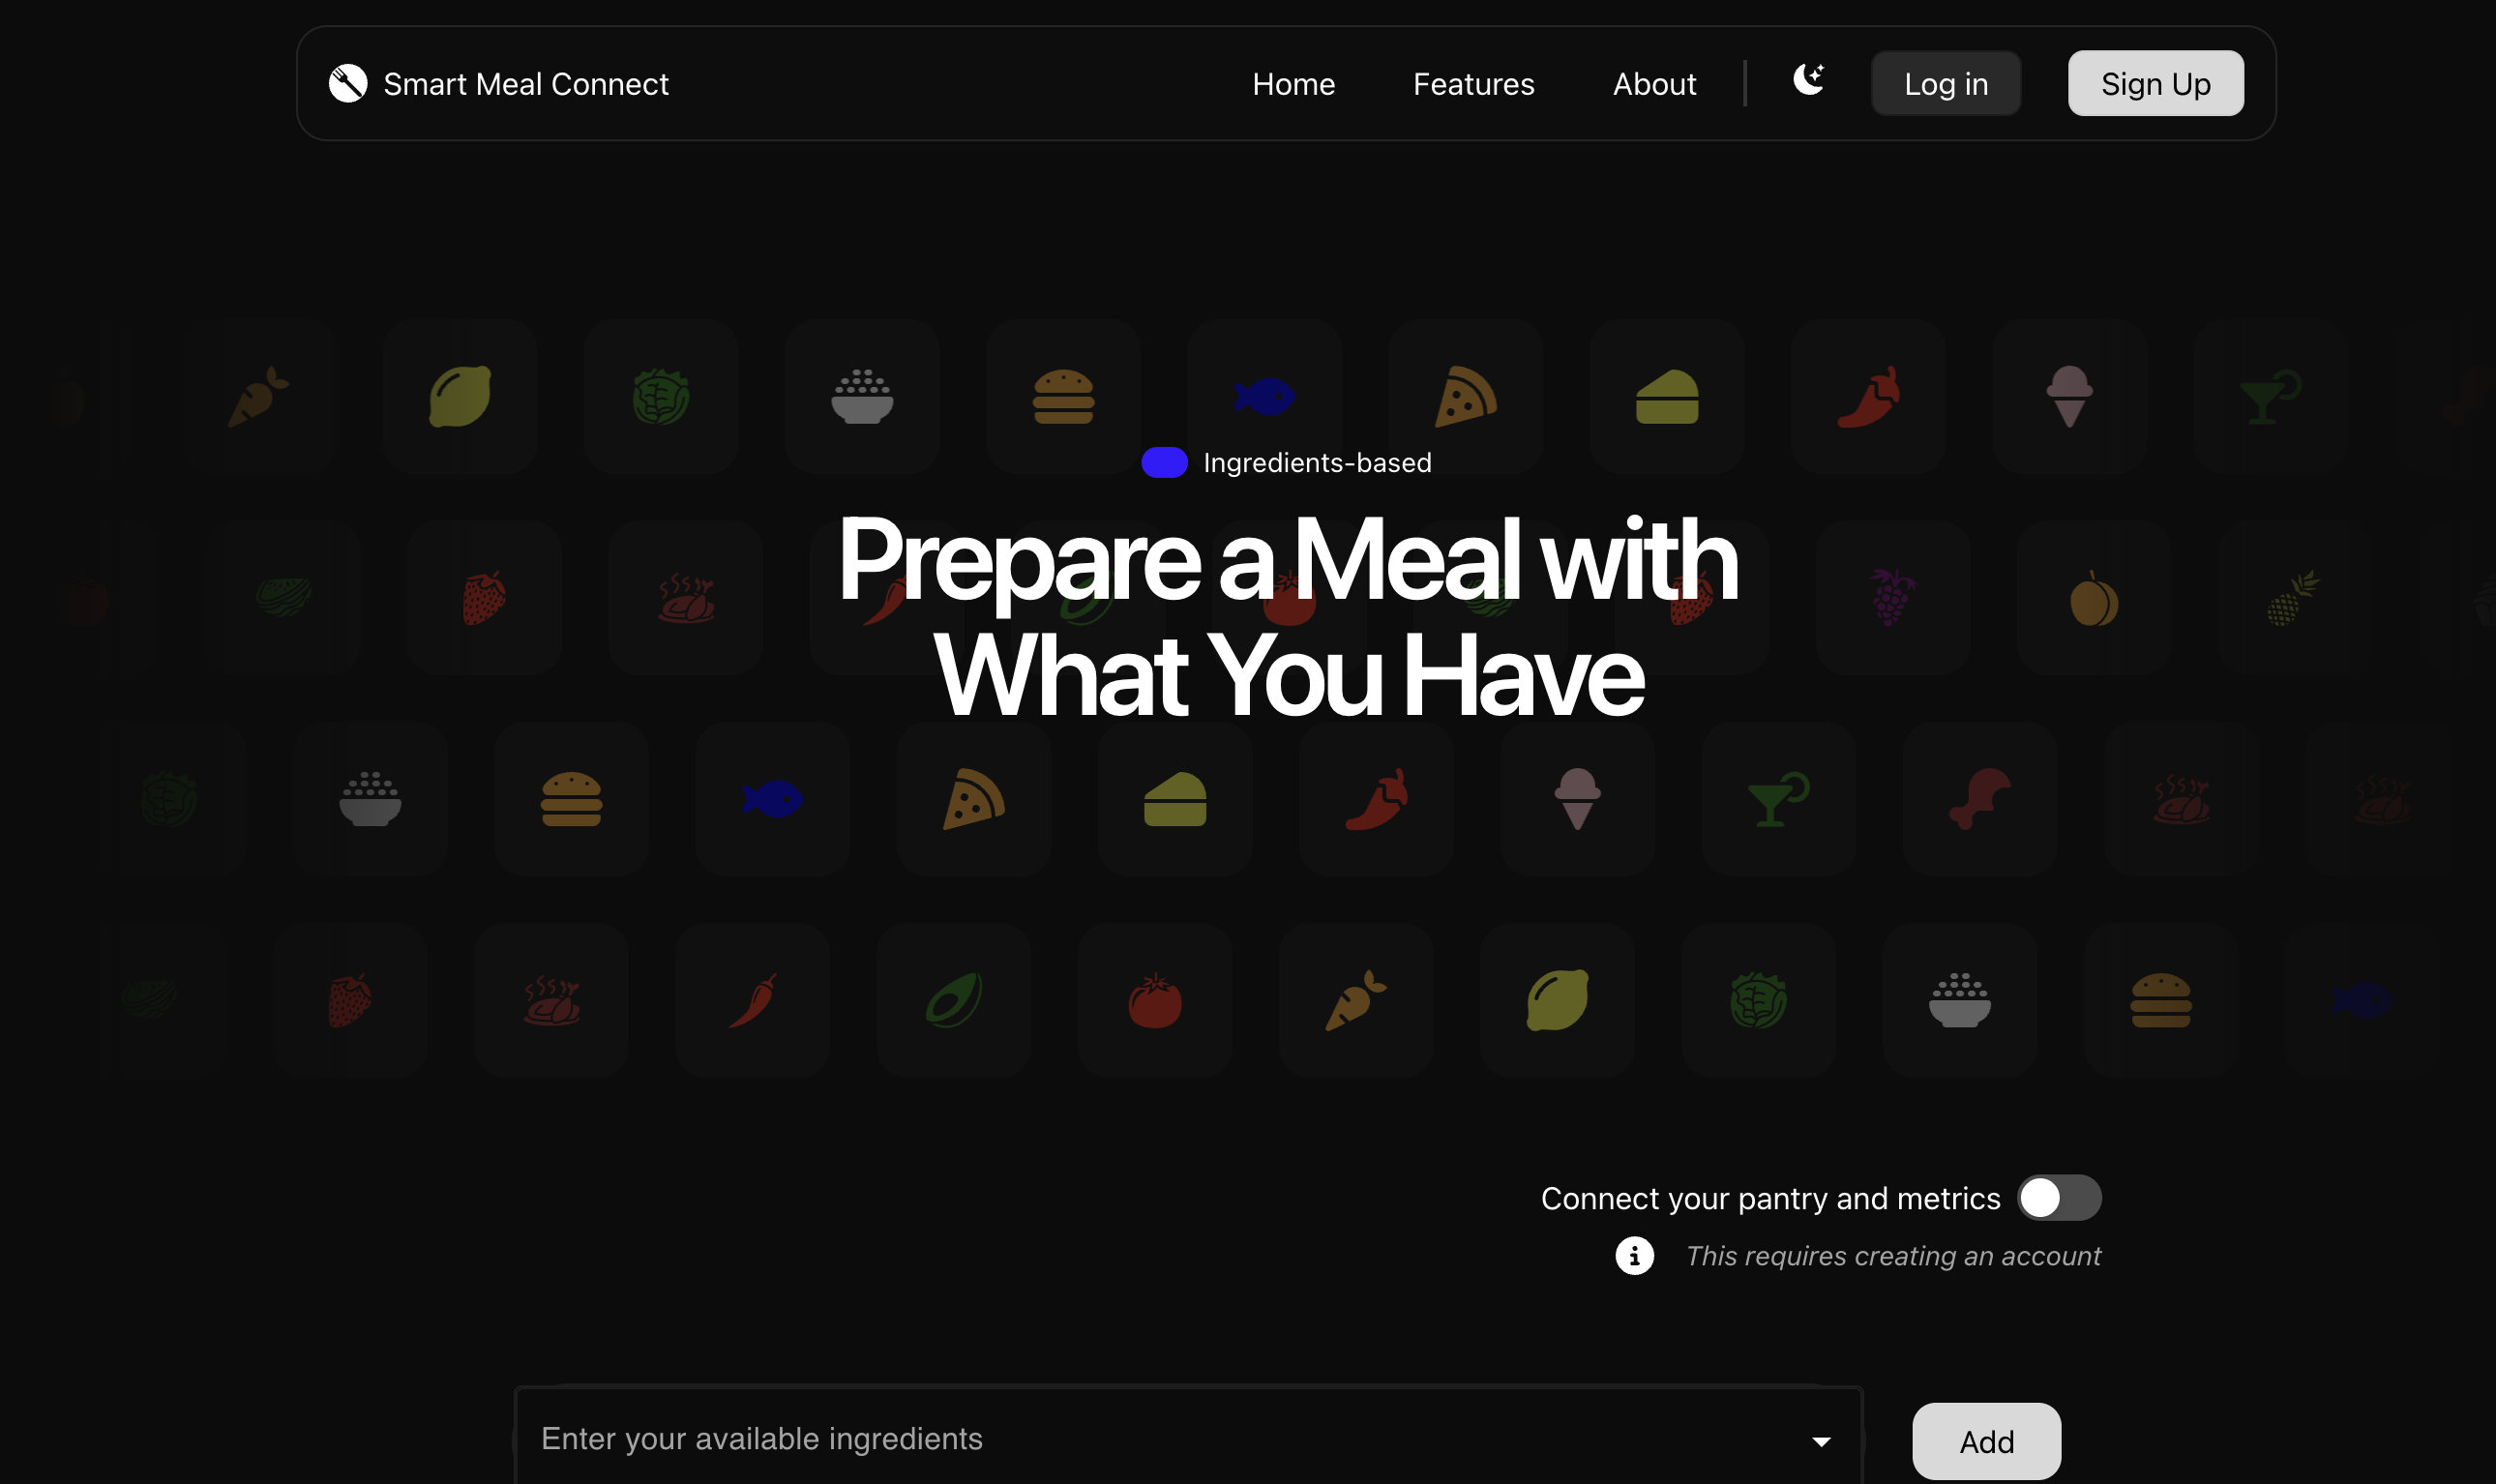 Smart Meal Connect
Home
Features
About
Log in
Sign Up
Ingredients-based
Prepare a Meal with
What You Have
Connect your pantry and metrics
This requires creating an account
Enter your available ingredients
Add